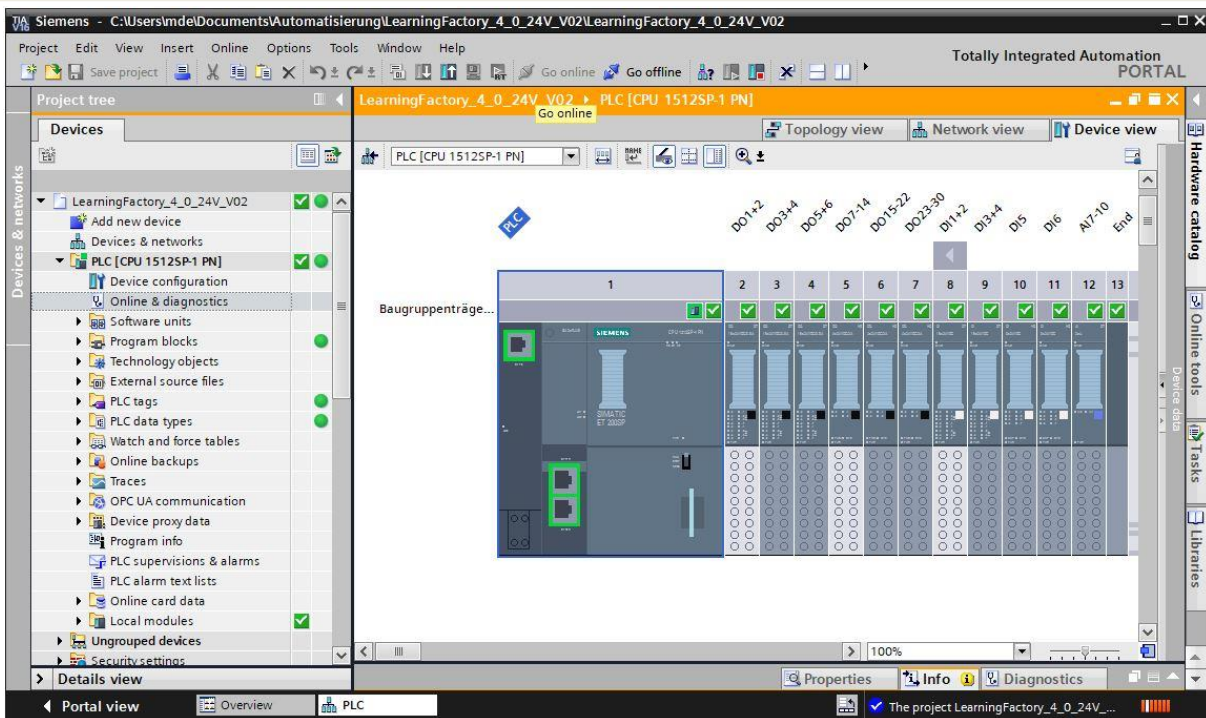 TIA V16 Siemens - C:\Users\mde\Documents\Automatisierung\LearningFactory_4_0_24V_V02\LearningFactory_4_0_24V_V02
Project Edit View Insert Online Options Tools Window Help
Totally Integrated Automation
PORTAL
Save project Go online Go offline
Project tree
LearningFactory_4_0_24V_V02 PLC [CPU 1512SP-1 PN]
Go online
Devices
Topology view Network view Device view
PLC [CPU 1512SP-1 PN]
Devices & networks
LearningFactory_4_0_24V_V02
Add new device
Devices & networks
PLC [CPU 1512SP-1 PN]
Device configuration
Online & diagnostics
Software units
Program blocks
Technology objects
External source files
PLC tags
PLC data types
Watch and force tables
Online backups
Traces
OPC UA communication
Device proxy data
Program info
PLC supervisions & alarms
PLC alarm text lists
Online card data
Local modules
Ungrouped devices
Security settings
PLC DO1+2 DO3+4 DO5+6 DO7-14 DO15-22 DO23-30 DI1+2 DI3+4 DI5 DI6 AI7-10 End
1 2 3 4 5 6 7 8 9 10 11 12 13
Baugruppenträge...
SIEMENS
SIMATIC
ET 200SP
100%
Device data
Hardware catalog
Online tools
Tasks
Libraries
Details view
Properties Info Diagnostics
Portal view Overview PLC
The project LearningFactory_4_0_24V_...